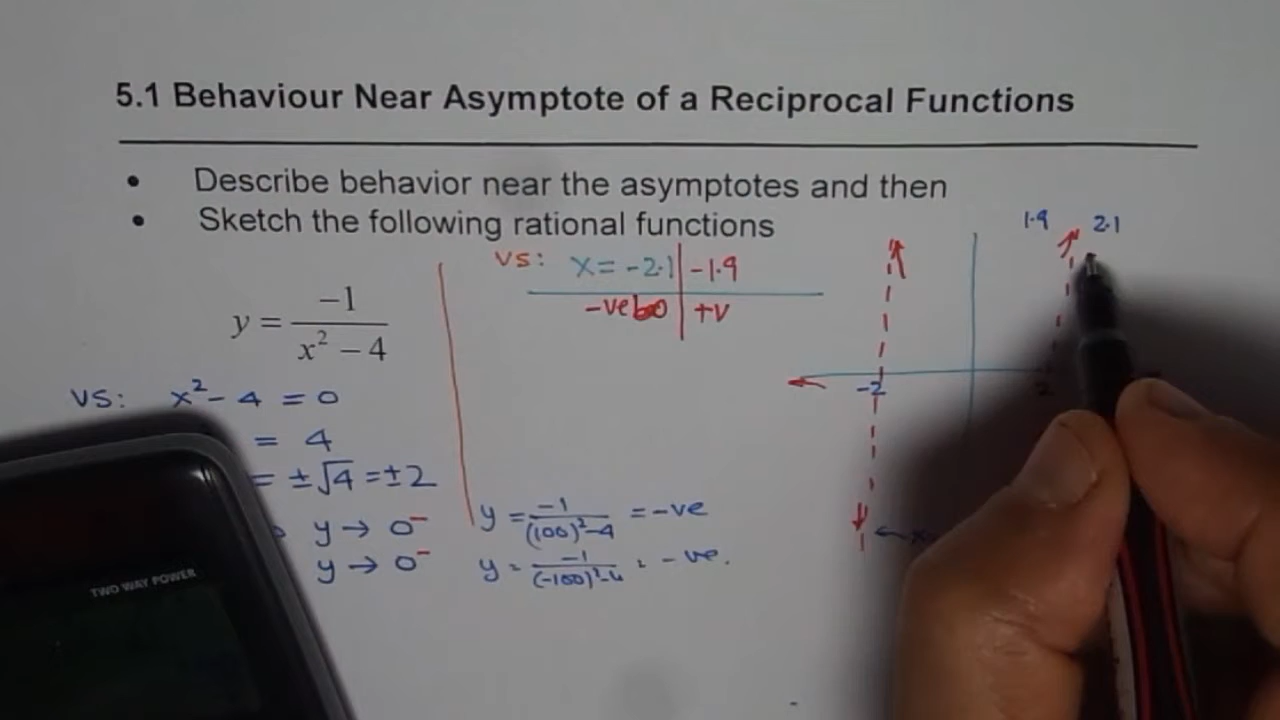 5.1 Behaviour Near Asymptote of a Reciprocal Functions
• Describe behavior near the asymptotes and then
• Sketch the following rational functions
1.9 2.1
VS: x = -2.1 | -1.9
-ve ∞ | +v
y = -1 / (x² - 4)
VS: x² - 4 = 0
= 4
= ±√4 = ±2
-2 2
y → 0⁻
y → 0⁻
y = -1 / ((100)² - 4) = -ve
y = -1 / ((-100)² - 4) = -ve.
TWO WAY POWER